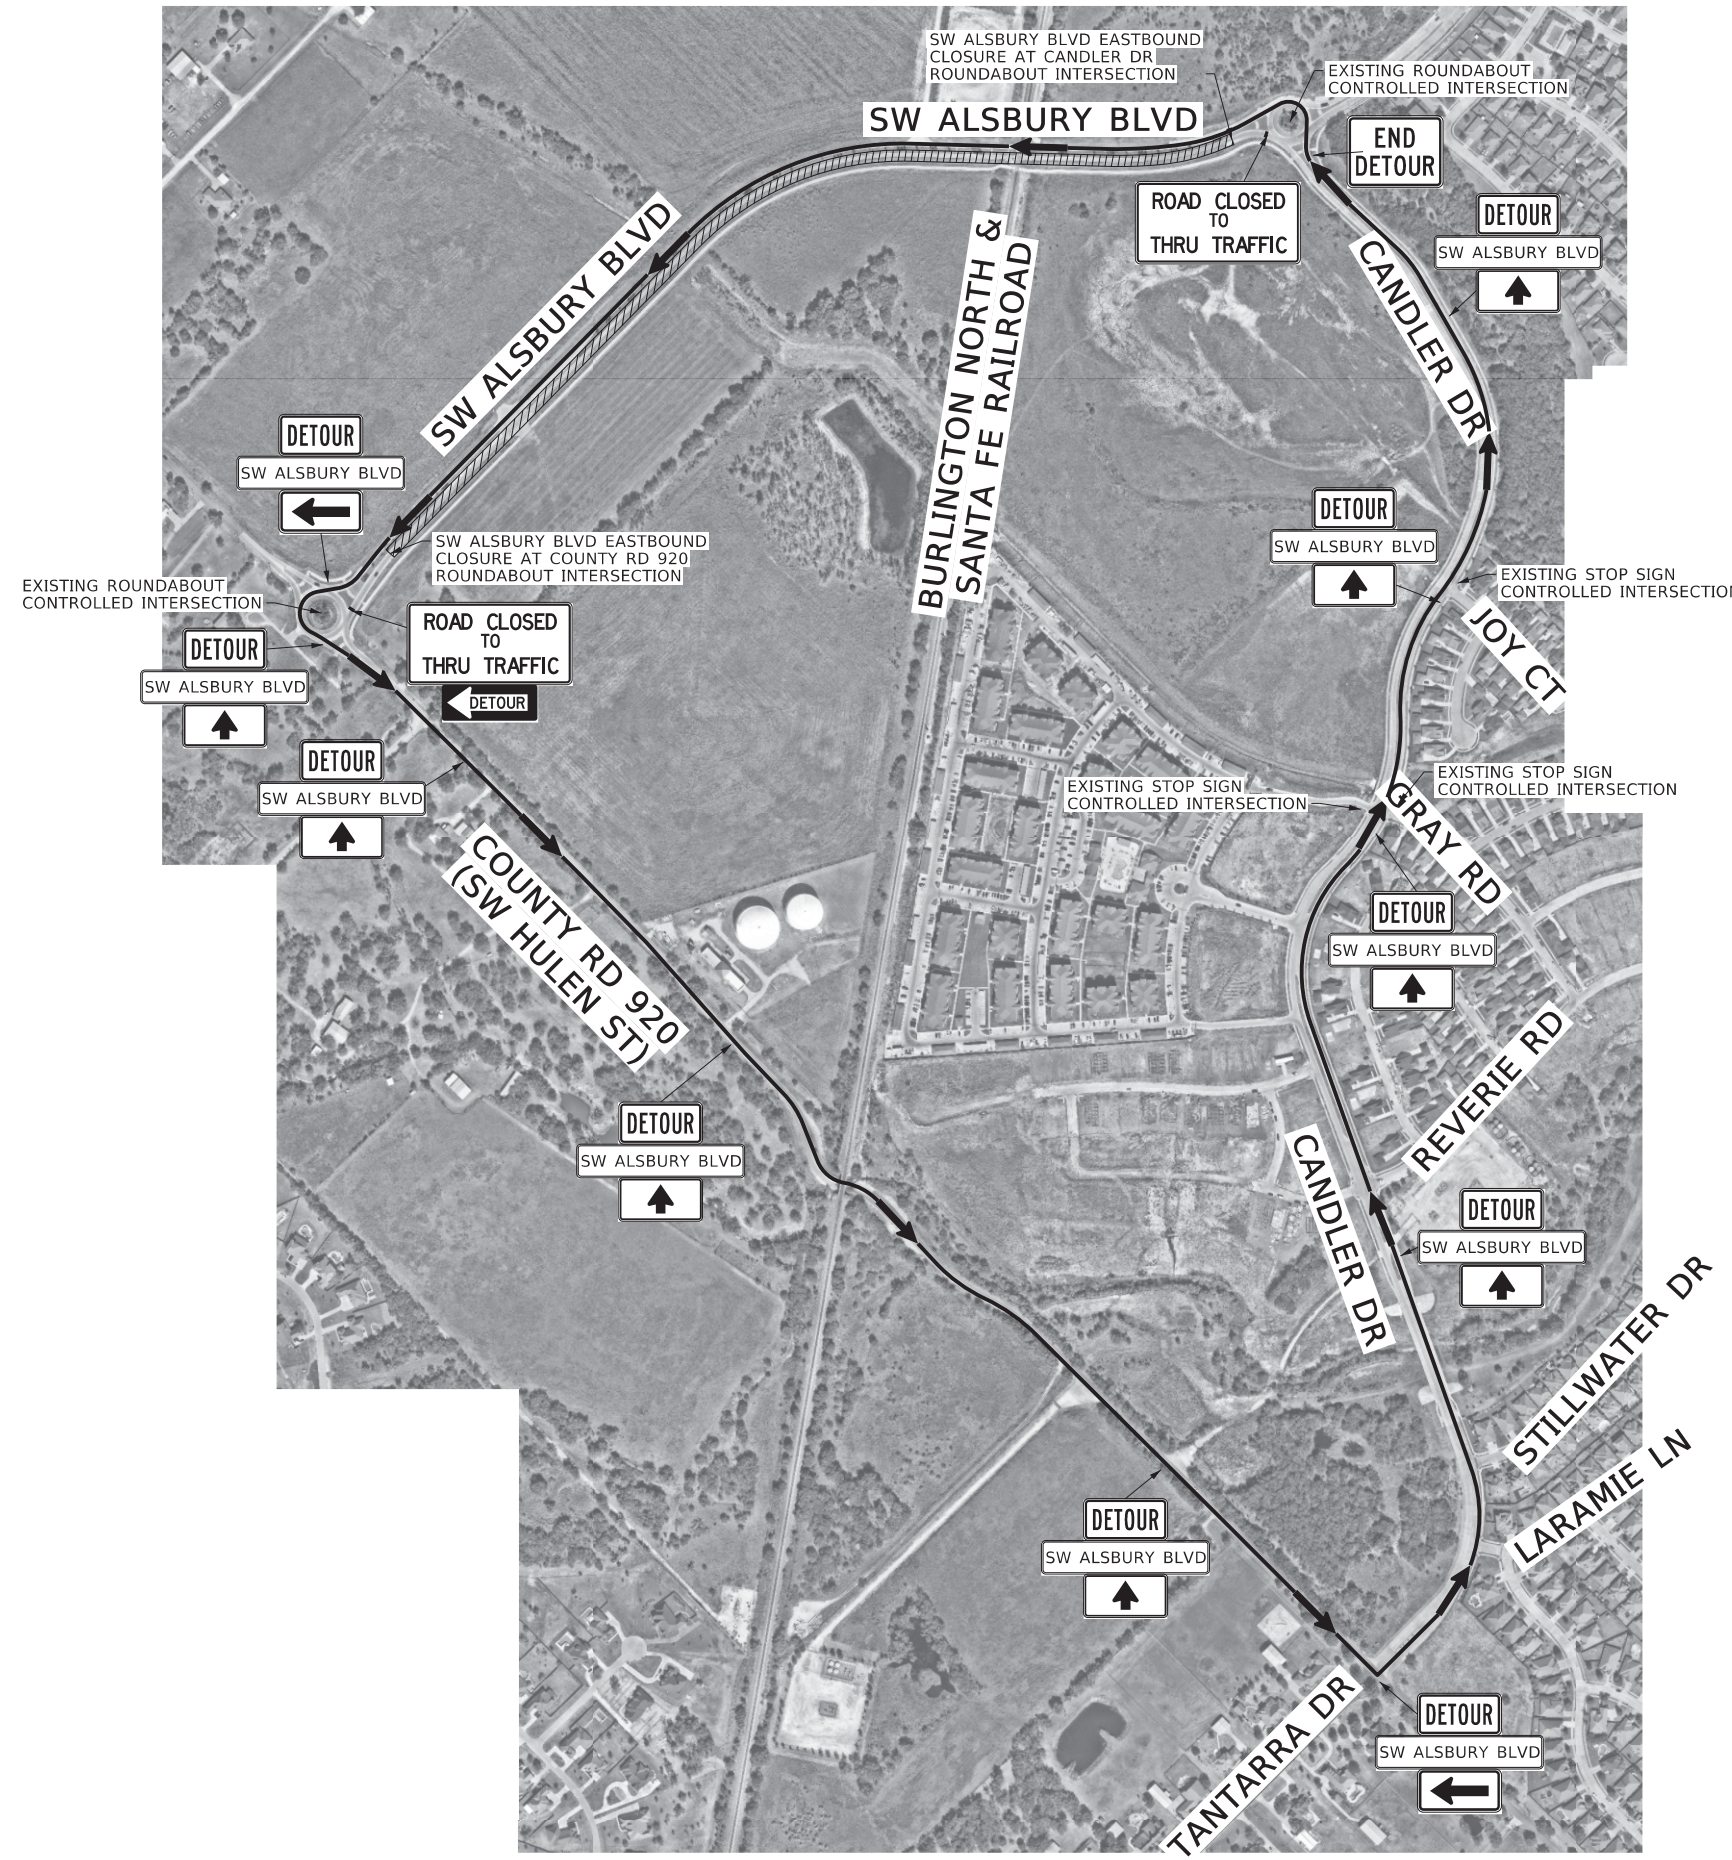 SW ALSBURY BLVD EASTBOUND
CLOSURE AT CANDLER DR
ROUNDABOUT INTERSECTION
EXISTING ROUNDABOUT
CONTROLLED INTERSECTION
SW ALSBURY BLVD
END
DETOUR
ROAD CLOSED
TO
THRU TRAFFIC
DETOUR
SW ALSBURY BLVD
SW ALSBURY BLVD
BURLINGTON NORTH &
SANTA FE RAILROAD
CANDLER DR
DETOUR
SW ALSBURY BLVD
SW ALSBURY BLVD EASTBOUND
CLOSURE AT COUNTY RD 920
ROUNDABOUT INTERSECTION
DETOUR
SW ALSBURY BLVD
EXISTING ROUNDABOUT
CONTROLLED INTERSECTION
EXISTING STOP SIGN
CONTROLLED INTERSECTIO
ROAD CLOSED
TO
THRU TRAFFIC
DETOUR
DETOUR
SW ALSBURY BLVD
JOY CT
DETOUR
SW ALSBURY BLVD
EXISTING STOP SIGN
CONTROLLED INTERSECTION
EXISTING STOP SIGN
CONTROLLED INTERSECTION
GRAY RD
COUNTY RD 920
(SW HULEN ST)
DETOUR
SW ALSBURY BLVD
REVERIE RD
DETOUR
SW ALSBURY BLVD
CANDLER DR
DETOUR
SW ALSBURY BLVD
STILLWATER DR
LARAMIE LN
DETOUR
SW ALSBURY BLVD
TANTARRA DR
DETOUR
SW ALSBURY BLVD